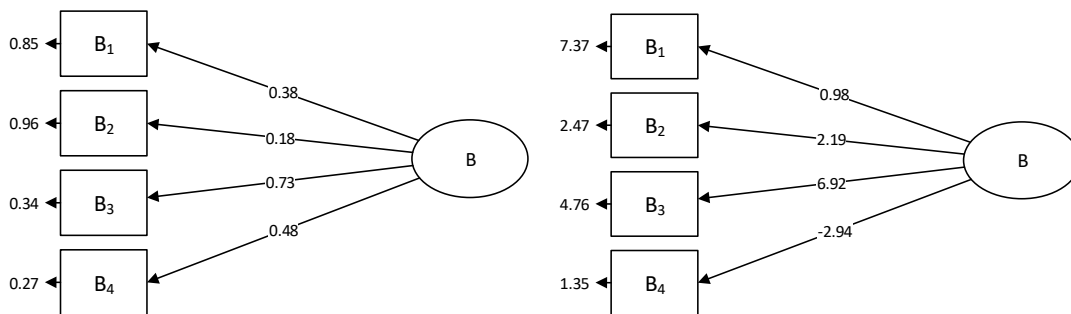 0.85 B₁ 0.38
0.96 B₂ 0.18
B
0.34 B₃ 0.73
0.27 B₄ 0.48
7.37 B₁ 0.98
2.47 B₂ 2.19
B
4.76 B₃ 6.92
1.35 B₄ -2.94